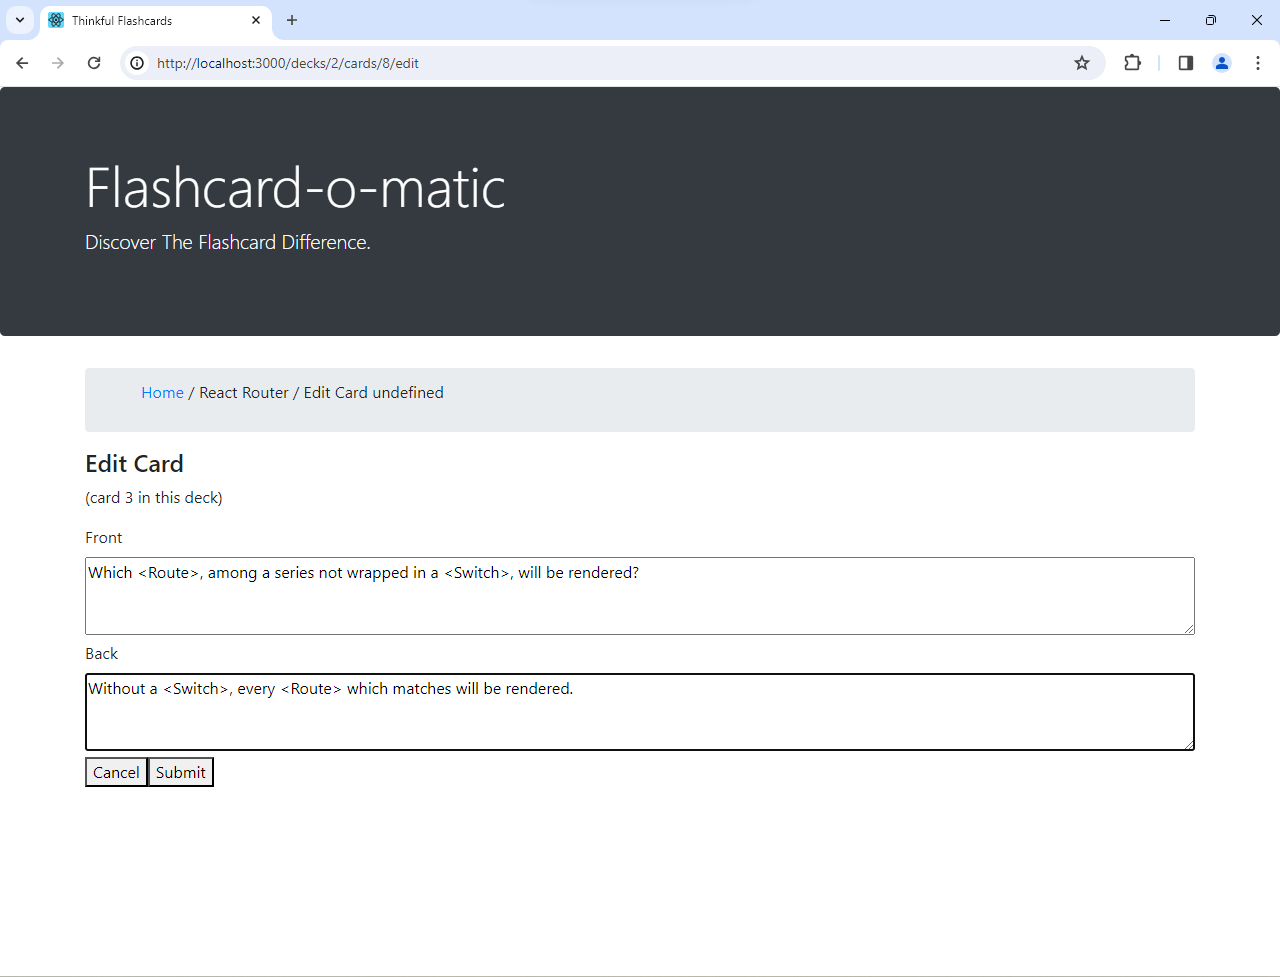 Thinkful Flashcards
http://localhost:3000/decks/2/cards/8/edit
Flashcard-o-matic
Discover The Flashcard Difference.
Home / React Router / Edit Card undefined
Edit Card
(card 3 in this deck)
Front
Which <Route>, among a series not wrapped in a <Switch>, will be rendered?
Back
Without a <Switch>, every <Route> which matches will be rendered.
Cancel Submit